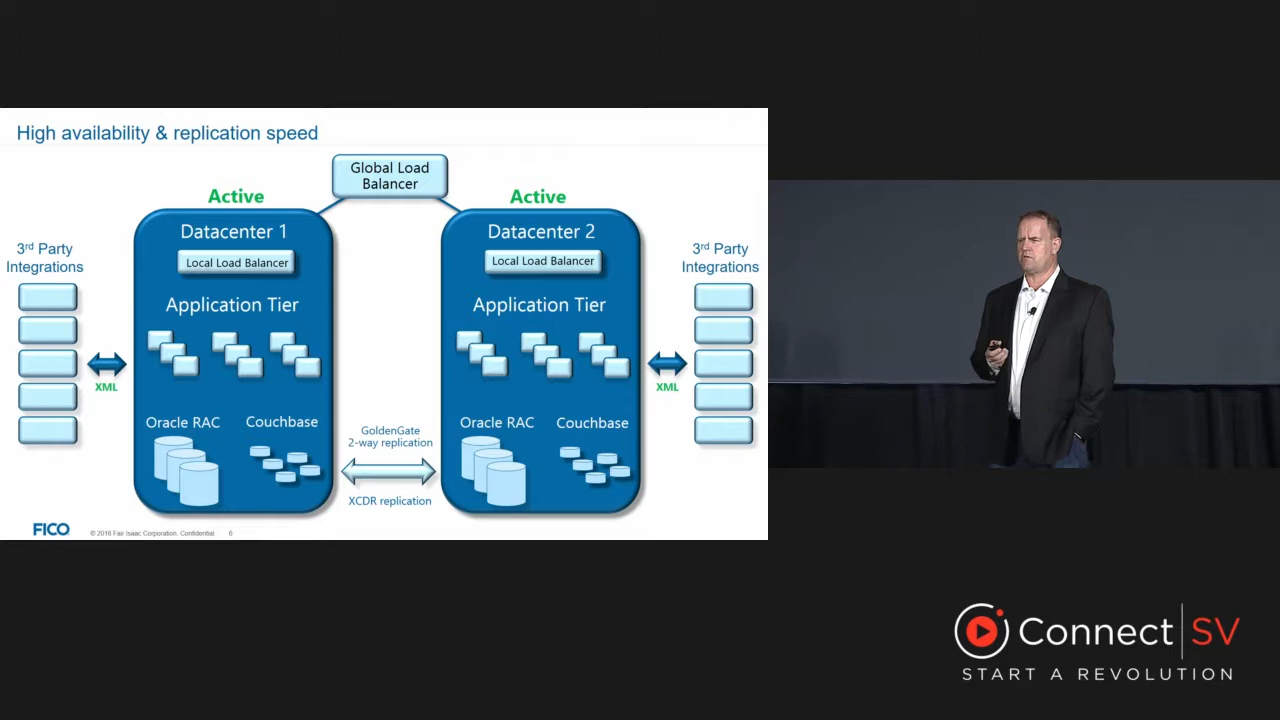 High availability & replication speed
Global Load
Balancer
Active
Active
Datacenter 1
Datacenter 2
Local Load Balancer
Local Load Balancer
3rd Party
Integrations
3rd Party
Integrations
Application Tier
Application Tier
XML
XML
Oracle RAC
Couchbase
Oracle RAC
Couchbase
GoldenGate
2-way replication
XCDR replication
FICO
© 2016 Fair Isaac Corporation. Confidential.
6
Connect | SV
START A REVOLUTION